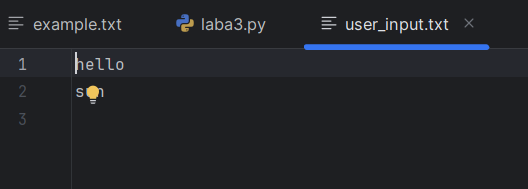 example.txt laba3.py user_input.txt
1 hello
2
3